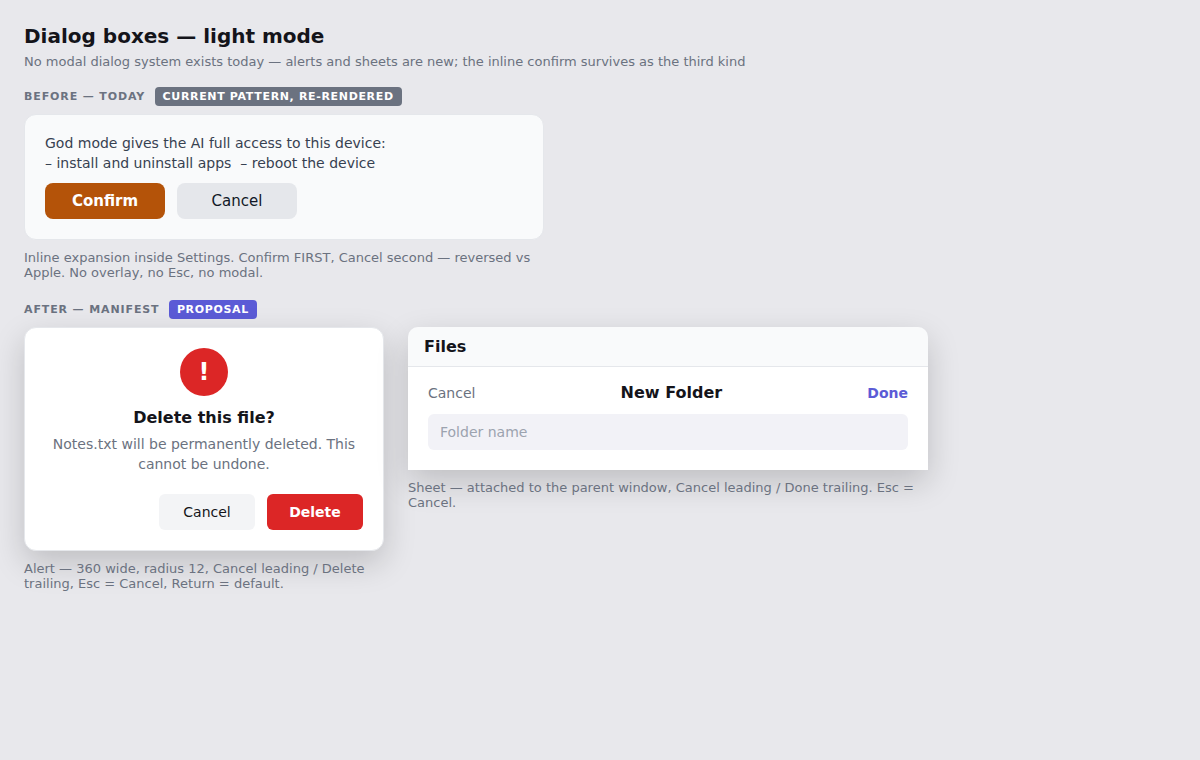 Dialog boxes — light mode
No modal dialog system exists today — alerts and sheets are new; the inline confirm survives as the third kind
BEFORE — TODAY CURRENT PATTERN, RE-RENDERED
God mode gives the AI full access to this device:
– install and uninstall apps – reboot the device
Confirm Cancel
Inline expansion inside Settings. Confirm FIRST, Cancel second — reversed vs
Apple. No overlay, no Esc, no modal.
AFTER — MANIFEST PROPOSAL
!
Delete this file?
Notes.txt will be permanently deleted. This
cannot be undone.
Cancel Delete
Alert — 360 wide, radius 12, Cancel leading / Delete
trailing, Esc = Cancel, Return = default.
Files
Cancel New Folder Done
Folder name
Sheet — attached to the parent window, Cancel leading / Done trailing. Esc =
Cancel.